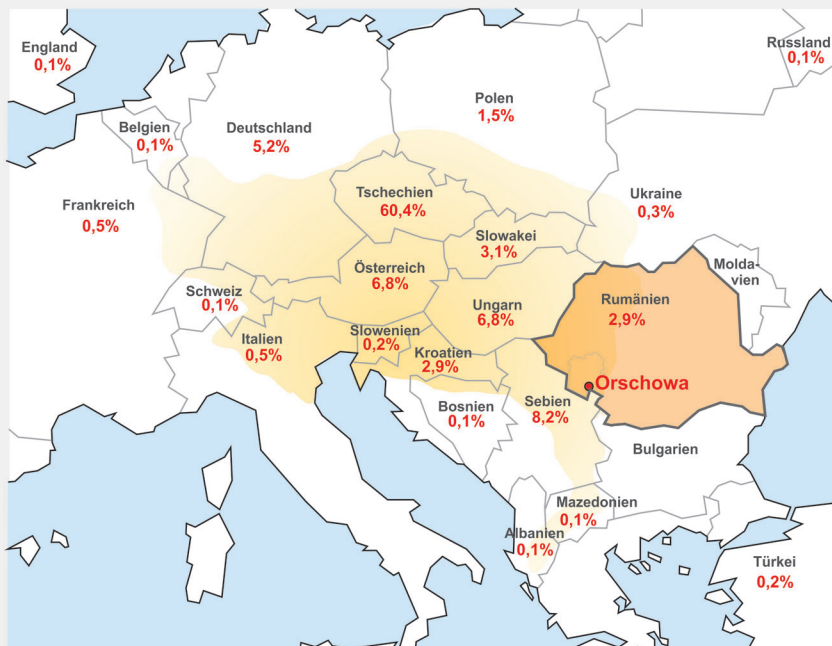 England
0,1%
Russland
0,1%
Polen
1,5%
Belgien
0,1%
Deutschland
5,2%
Tschechien
60,4%
Ukraine
0,3%
Frankreich
0,5%
Slowakei
3,1%
Molda-
vien
Österreich
6,8%
Schweiz
0,1%
Ungarn
6,8%
Rumänien
2,9%
Italien
0,5%
Slowenien
0,2%
Kroatien
2,9%
Orschowa
Bosnien
0,1%
Sebien
8,2%
Bulgarien
Mazedonien
0,1%
Albanien
0,1%
Türkei
0,2%